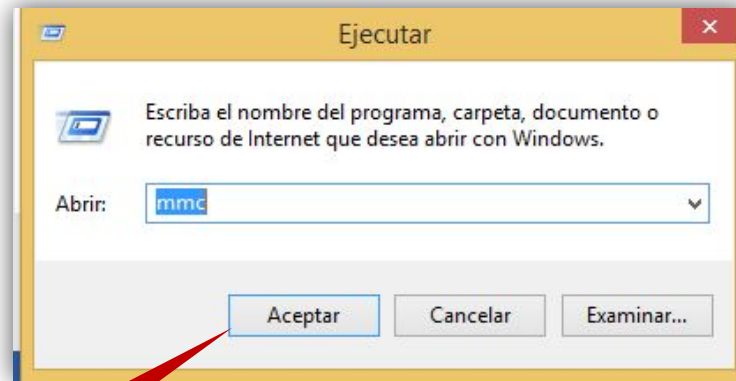 Ejecutar
Escriba el nombre del programa, carpeta, documento o
recurso de Internet que desea abrir con Windows.
Abrir: mmc
Aceptar Cancelar Examinar...